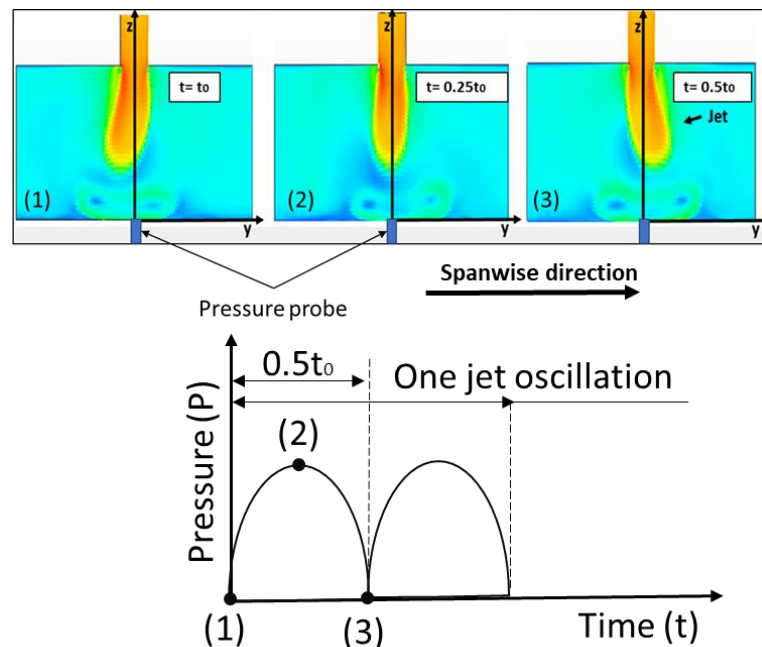 z
z
z
t= t₀
t= 0.25t₀
t= 0.5t₀
Jet
(1)
(2)
(3)
y
y
y
Spanwise direction
Pressure probe
0.5t₀
One jet oscillation
(2)
Pressure (P)
(1)
(3)
Time (t)